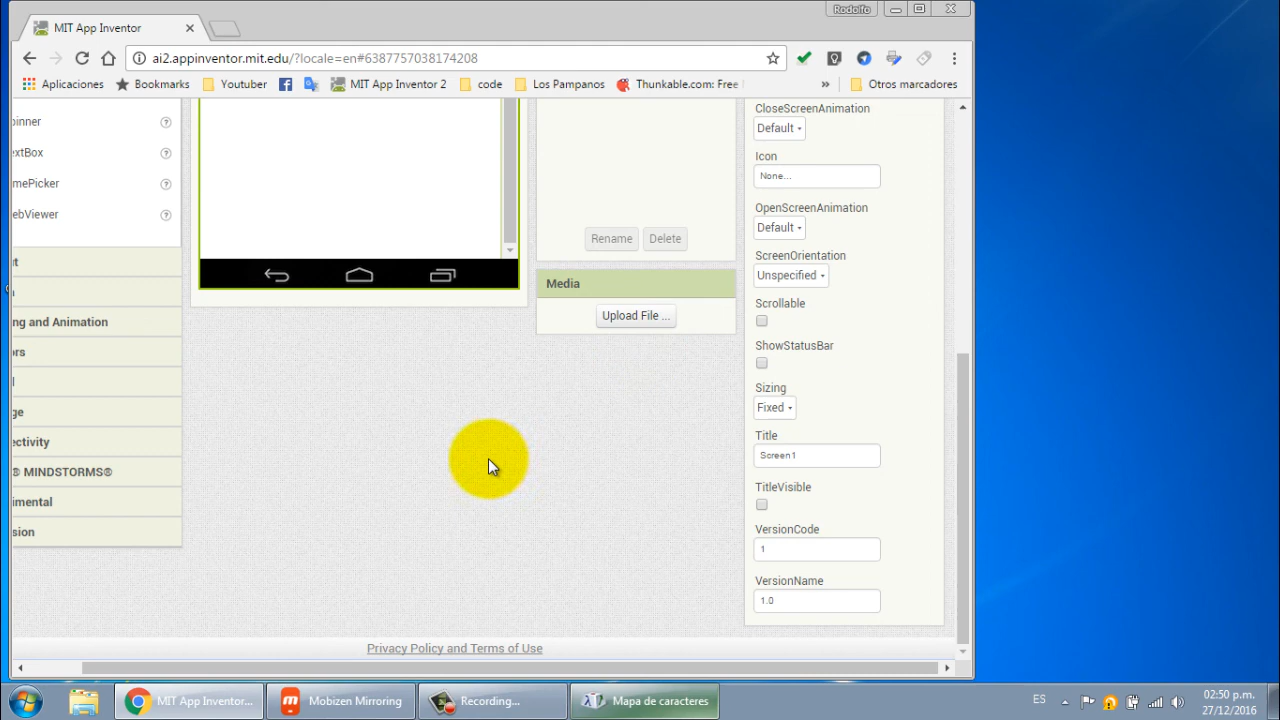 Rodolfo
MIT App Inventor
ai2.appinventor.mit.edu/?locale=en#6387757038174208
Aplicaciones
Bookmarks
Youtuber
MIT App Inventor 2
code
Los Pampanos
Thunkable.com: Free
»
Otros marcadores
pinner
extBox
mePicker
ebViewer
ut
ng and Animation
ors
l
ge
ectivity
® MINDSTORMS®
imental
sion
Rename
Delete
Media
Upload File ...
CloseScreenAnimation
Default
Icon
None...
OpenScreenAnimation
Default
ScreenOrientation
Unspecified
Scrollable
ShowStatusBar
Sizing
Fixed
Title
Screen1
TitleVisible
VersionCode
1
VersionName
1.0
Privacy Policy and Terms of Use
MIT App Inventor...
Mobizen Mirroring
Recording...
Mapa de caracteres
ES
02:50 p.m.
27/12/2016